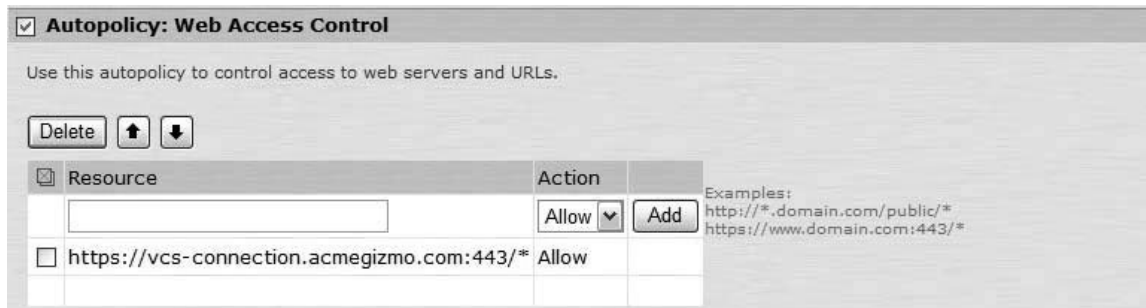 Autopolicy: Web Access Control
Use this autopolicy to control access to web servers and URLs.
Delete
Resource Action
Allow Add
Examples:
http://*.domain.com/public/*
https://www.domain.com:443/*
https://vcs-connection.acmegizmo.com:443/* Allow